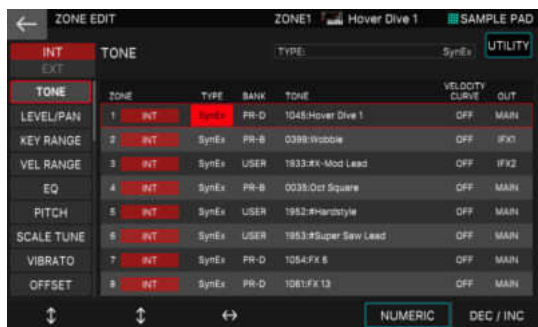 ZONE EDIT ZONE1 Hover Dive 1 SAMPLE PAD
INT TONE TYPE: SynEx UTILITY
EXT
TONE ZONE TYPE BANK TONE VELOCITY CURVE OUT
LEVEL/PAN 1 INT SynEx PR-D 1045:Hover Dive 1 OFF MAIN
KEY RANGE 2 INT SynEx PR-B 0399:Wobble OFF IFX1
VEL RANGE 3 INT SynEx USER 1933:#X-Mod Lead OFF IFX2
EQ 4 INT SynEx PR-B 0035:Oct Square OFF MAIN
PITCH 5 INT SynEx USER 1952:#Hardstyle OFF MAIN
SCALE TUNE 6 INT SynEx USER 1953:#Super Saw Lead OFF MAIN
VIBRATO 7 INT SynEx PR-D 1054:FX 6 OFF MAIN
OFFSET 8 INT SynEx PR-D 1061:FX 13 OFF MAIN
NUMERIC DEC / INC